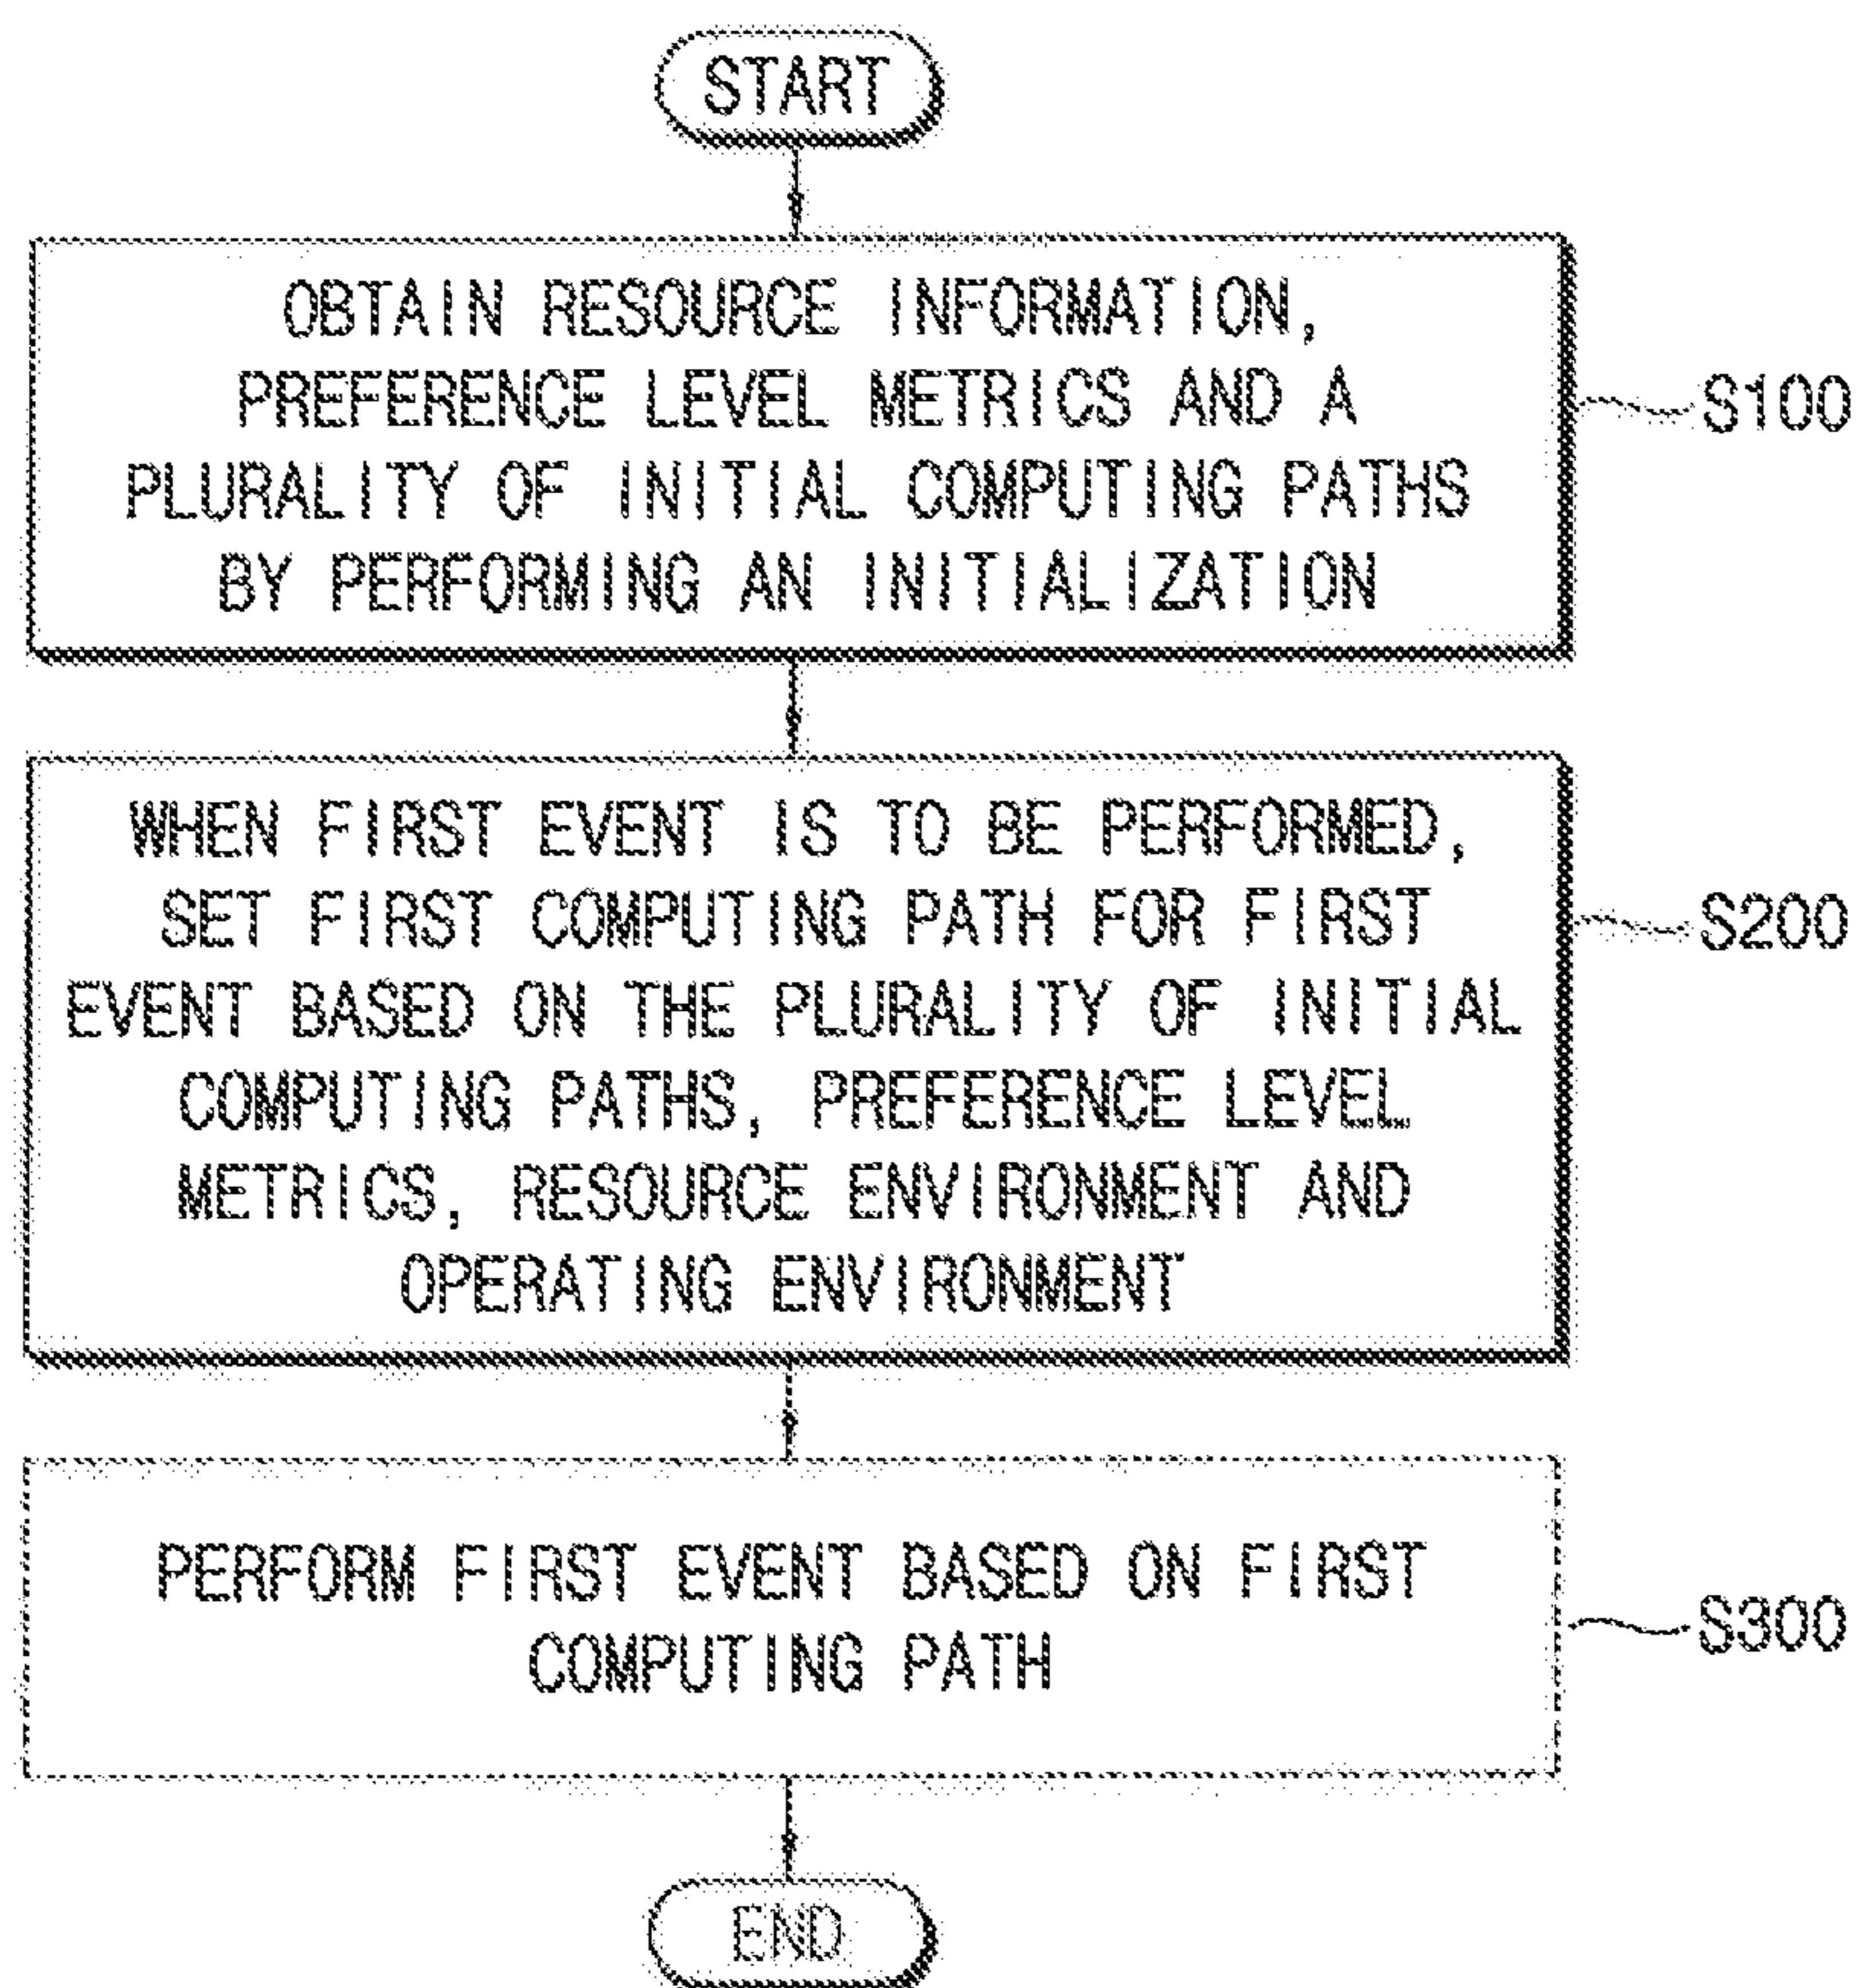 START
OBTAIN RESOURCE INFORMATION,
PREFERENCE LEVEL METRICS AND A
PLURALITY OF INITIAL COMPUTING PATHS
BY PERFORMING AN INITIALIZATION
S100
WHEN FIRST EVENT IS TO BE PERFORMED,
SET FIRST COMPUTING PATH FOR FIRST
EVENT BASED ON THE PLURALITY OF INITIAL
COMPUTING PATHS, PREFERENCE LEVEL
METRICS, RESOURCE ENVIRONMENT AND
OPERATING ENVIRONMENT
S200
PERFORM FIRST EVENT BASED ON FIRST
COMPUTING PATH
S300
END